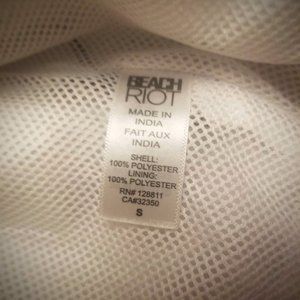 BEACH
RIOT
MADE IN
INDIA
FAIT AUX
INDIA
SHELL:
100% POLYESTER
LINING:
100% POLYESTER
RN# 128811
CA#32350
S